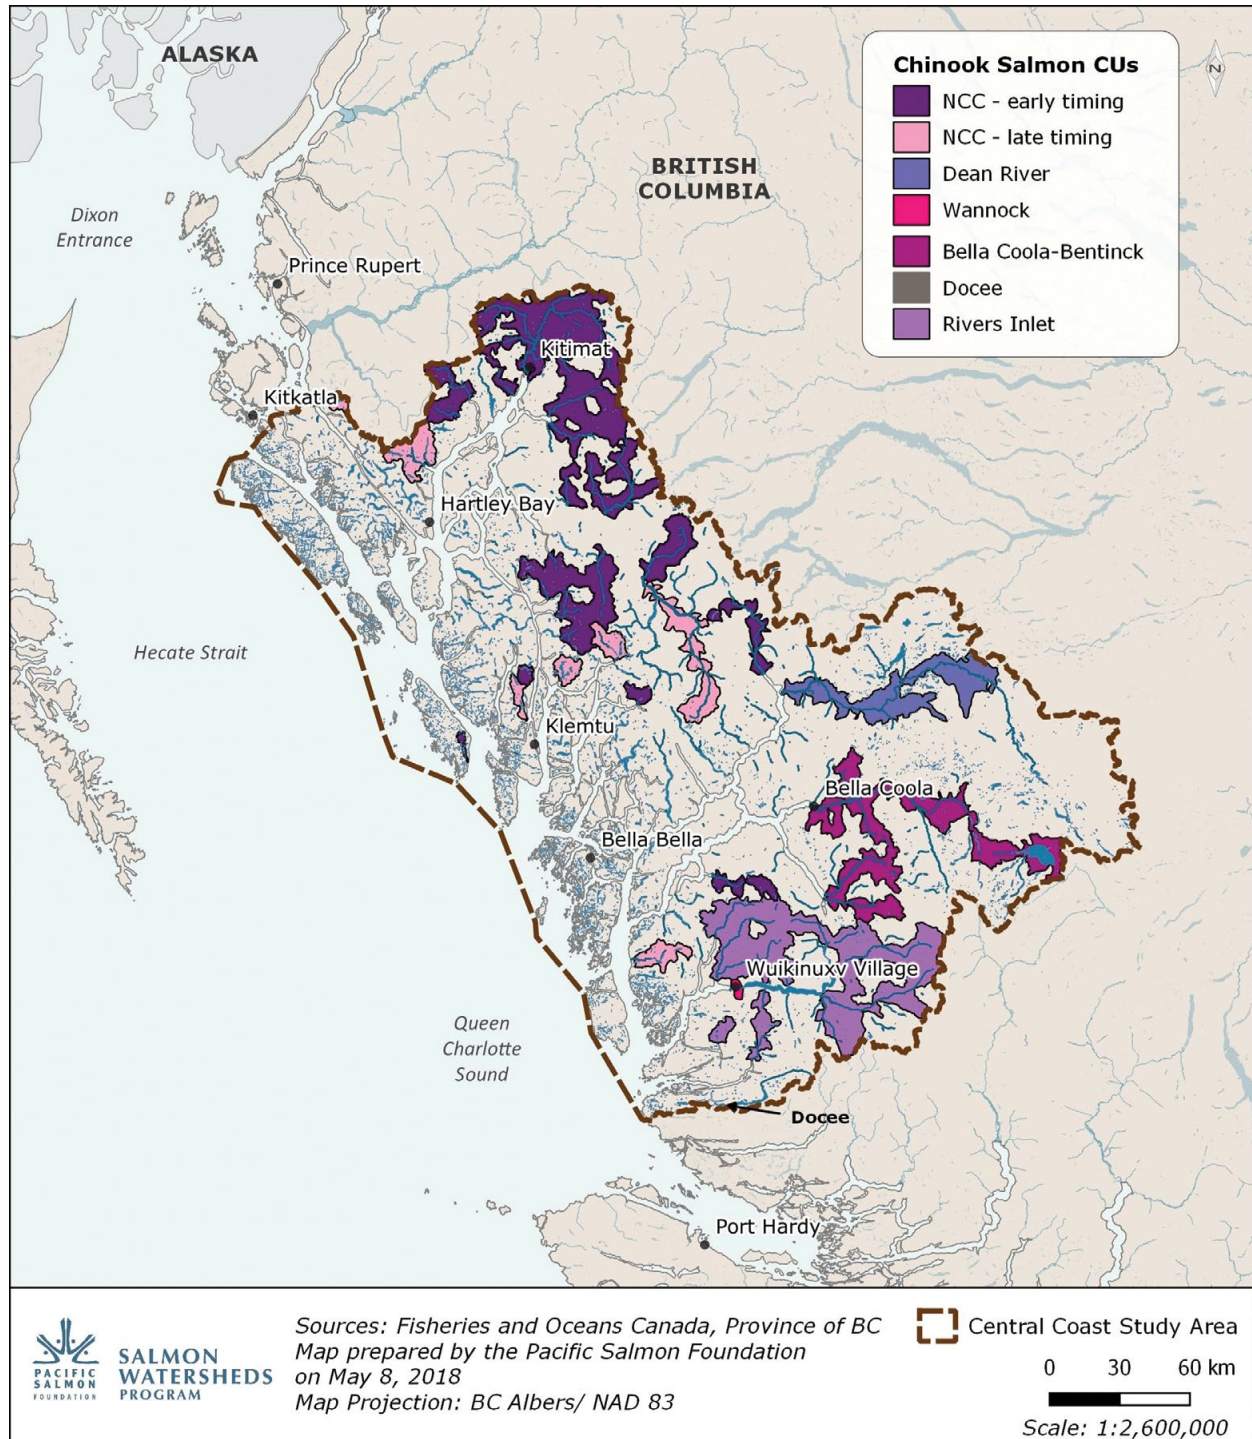 ALASKA
Chinook Salmon CUs
NCC - early timing
NCC - late timing
Dean River
Wannock
Bella Coola-Bentinck
Docee
Rivers Inlet
N
BRITISH
COLUMBIA
Dixon
Entrance
Prince Rupert
Kitimat
Kitkatla
Hartley Bay
Hecate Strait
Klemtu
Bella Coola
Bella Bella
Wuikinuxv Village
Queen
Charlotte
Sound
Docee
Port Hardy
PACIFIC
SALMON
FOUNDATION
SALMON
WATERSHEDS
PROGRAM
Sources: Fisheries and Oceans Canada, Province of BC
Map prepared by the Pacific Salmon Foundation
on May 8, 2018
Map Projection: BC Albers/ NAD 83
Central Coast Study Area
0 30 60 km
Scale: 1:2,600,000